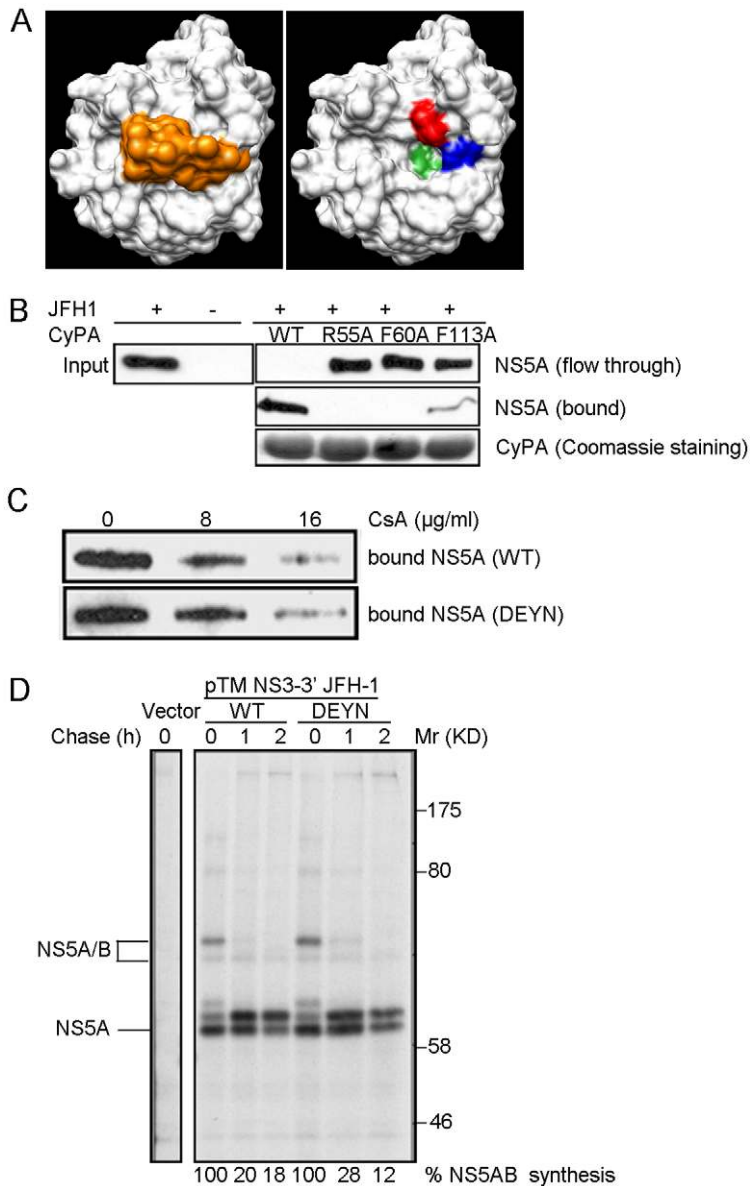 A
B
JFH1 + - + + + +
CyPA WT R55A F60A F113A
Input NS5A (flow through)
NS5A (bound)
CyPA (Coomassie staining)
C
0 8 16 CsA (µg/ml)
bound NS5A (WT)
bound NS5A (DEYN)
D
pTM NS3-3' JFH-1
Vector WT DEYN
Chase (h) 0 0 1 2 0 1 2 Mr (KD)
175
80
NS5A/B
NS5A
58
46
100 20 18 100 28 12 % NS5AB synthesis